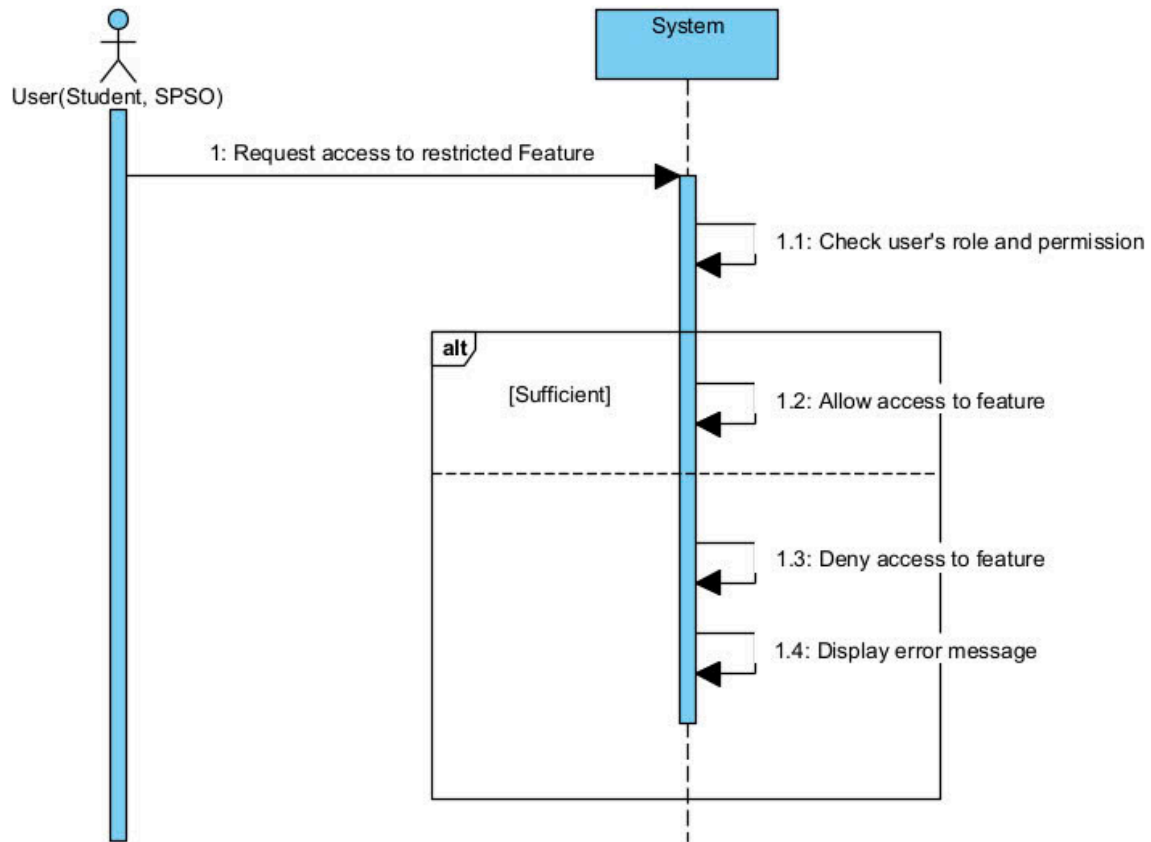 System
User(Student, SPSO)
1: Request access to restricted Feature
1.1: Check user's role and permission
alt
[Sufficient]
1.2: Allow access to feature
1.3: Deny access to feature
1.4: Display error message